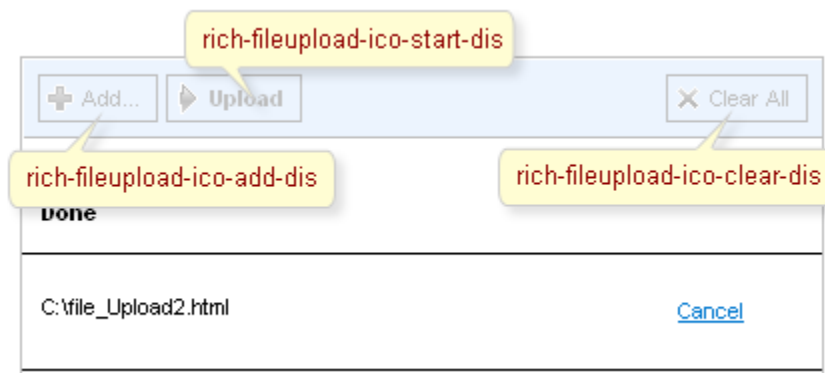 rich-fileupload-ico-start-dis
Add... Upload Clear All
rich-fileupload-ico-add-dis rich-fileupload-ico-clear-dis
Done
C:\file_Upload2.html Cancel